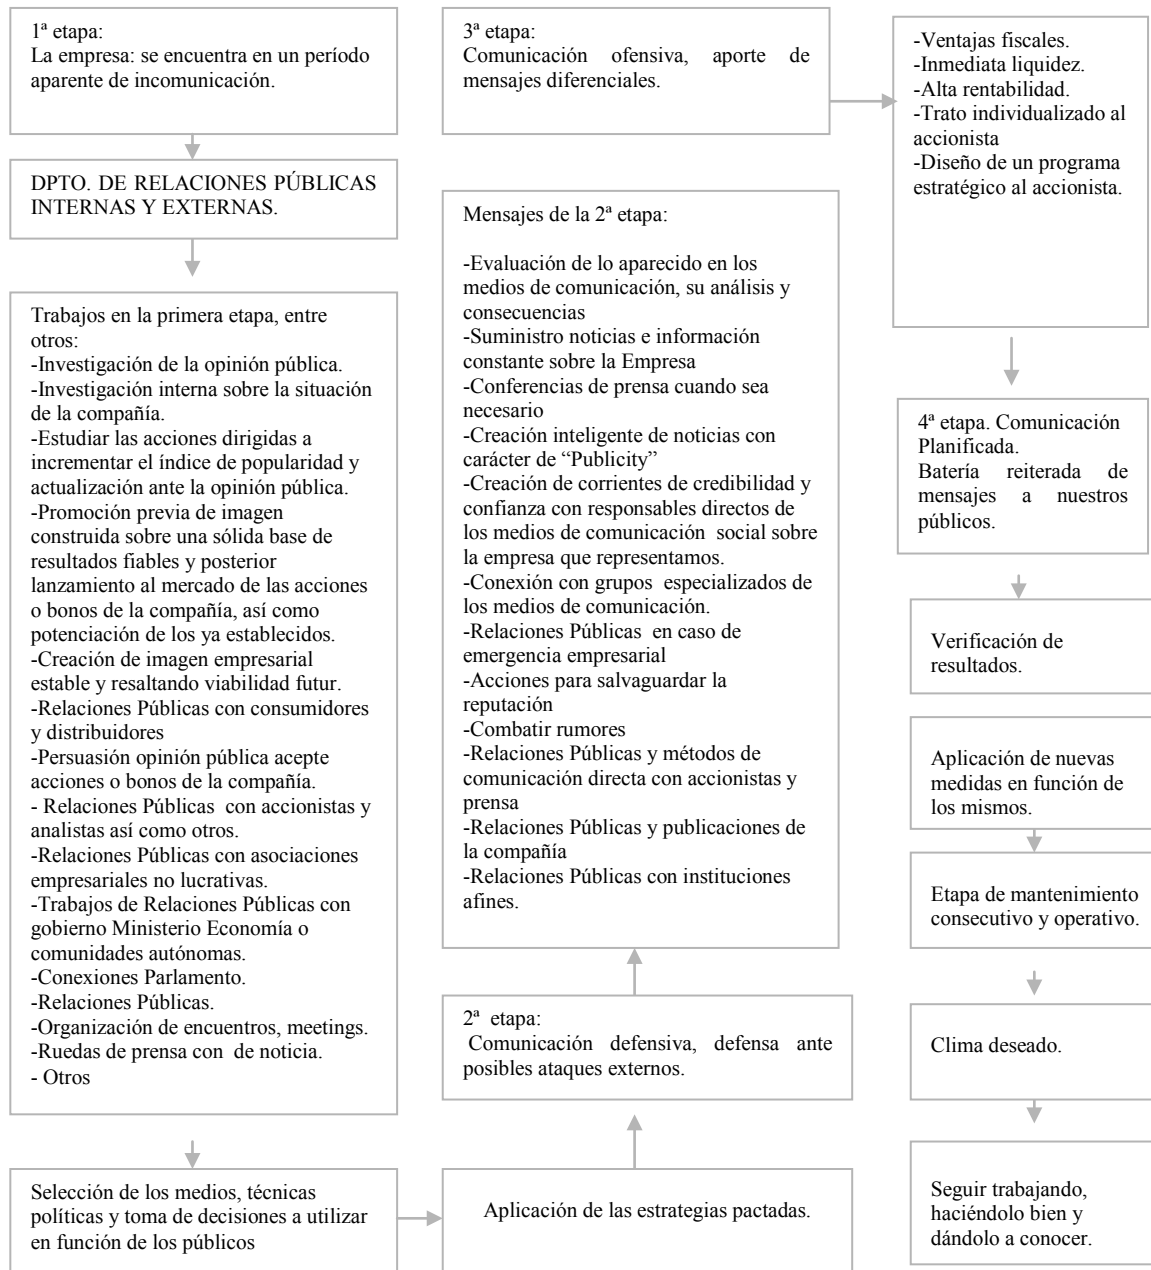 1ª etapa:
La empresa: se encuentra en un período
aparente de incomunicación.
DPTO. DE RELACIONES PÚBLICAS
INTERNAS Y EXTERNAS.
Trabajos en la primera etapa, entre
otros:
-Investigación de la opinión pública.
-Investigación interna sobre la situación
de la compañía.
-Estudiar las acciones dirigidas a
incrementar el índice de popularidad y
actualización ante la opinión pública.
-Promoción previa de imagen
construida sobre una sólida base de
resultados fiables y posterior
lanzamiento al mercado de las acciones
o bonos de la compañía, así como
potenciación de los ya establecidos.
-Creación de imagen empresarial
estable y resaltando viabilidad futur.
-Relaciones Públicas con consumidores
y distribuidores
-Persuasión opinión pública acepte
acciones o bonos de la compañía.
- Relaciones Públicas con accionistas y
analistas así como otros.
-Relaciones Públicas con asociaciones
empresariales no lucrativas.
-Trabajos de Relaciones Públicas con
gobierno Ministerio Economía o
comunidades autónomas.
-Conexiones Parlamento.
-Relaciones Públicas.
-Organización de encuentros, meetings.
-Ruedas de prensa con de noticia.
- Otros
Selección de los medios, técnicas
políticas y toma de decisiones a utilizar
en función de los públicos
Aplicación de las estrategias pactadas.
2ª etapa:
Comunicación defensiva, defensa ante
posibles ataques externos.
Mensajes de la 2ª etapa:
-Evaluación de lo aparecido en los
medios de comunicación, su análisis y
consecuencias
-Suministro noticias e información
constante sobre la Empresa
-Conferencias de prensa cuando sea
necesario
-Creación inteligente de noticias con
carácter de “Publicity”
-Creación de corrientes de credibilidad y
confianza con responsables directos de
los medios de comunicación social sobre
la empresa que representamos.
-Conexión con grupos especializados de
los medios de comunicación.
-Relaciones Públicas en caso de
emergencia empresarial
-Acciones para salvaguardar la
reputación
-Combatir rumores
-Relaciones Públicas y métodos de
comunicación directa con accionistas y
prensa
-Relaciones Públicas y publicaciones de
la compañía
-Relaciones Públicas con instituciones
afines.
3ª etapa:
Comunicación ofensiva, aporte de
mensajes diferenciales.
-Ventajas fiscales.
-Inmediata liquidez.
-Alta rentabilidad.
-Trato individualizado al
accionista
-Diseño de un programa
estratégico al accionista.
4ª etapa. Comunicación
Planificada.
Batería reiterada de
mensajes a nuestros
públicos.
Verificación de
resultados.
Aplicación de nuevas
medidas en función de
los mismos.
Etapa de mantenimiento
consecutivo y operativo.
Clima deseado.
Seguir trabajando,
haciéndolo bien y
dándolo a conocer.